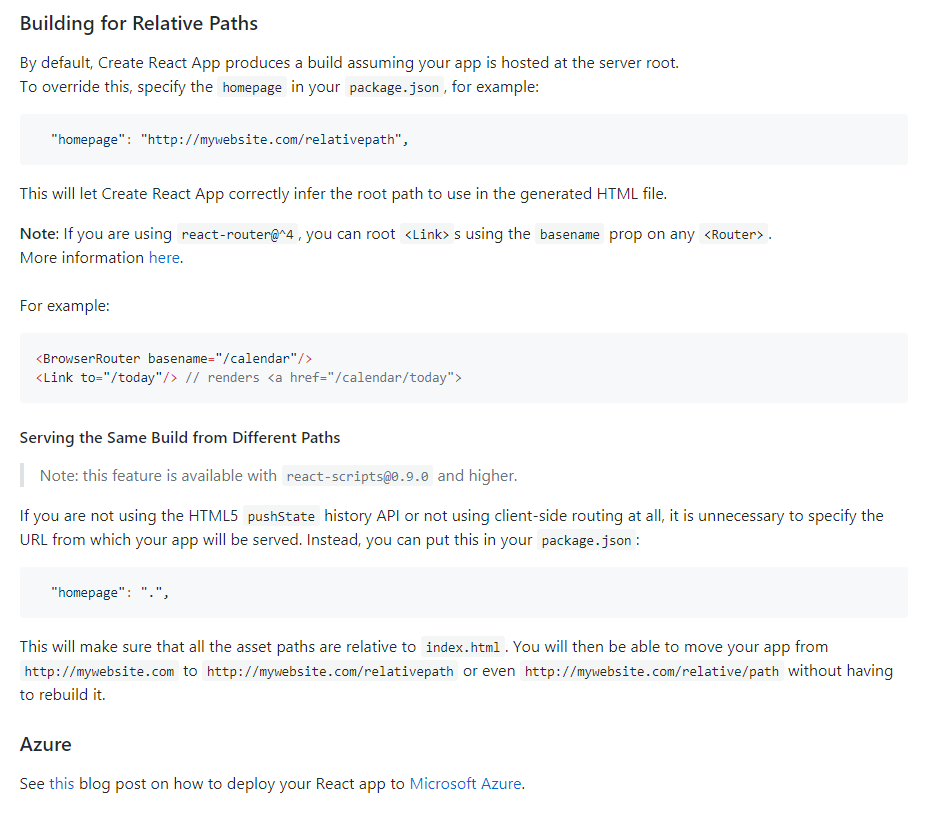 Building for Relative Paths
By default, Create React App produces a build assuming your app is hosted at the server root.
To override this, specify the homepage in your package.json, for example:
"homepage": "http://mywebsite.com/relativepath",
This will let Create React App correctly infer the root path to use in the generated HTML file.
Note: If you are using react-router@^4, you can root <Link>s using the basename prop on any <Router>.
More information here.
For example:
<BrowserRouter basename="/calendar"/>
<Link to="/today"/> // renders <a href="/calendar/today">
Serving the Same Build from Different Paths
Note: this feature is available with react-scripts@0.9.0 and higher.
If you are not using the HTML5 pushState history API or not using client-side routing at all, it is unnecessary to specify the
URL from which your app will be served. Instead, you can put this in your package.json:
"homepage": ".",
This will make sure that all the asset paths are relative to index.html. You will then be able to move your app from
http://mywebsite.com to http://mywebsite.com/relativepath or even http://mywebsite.com/relative/path without having
to rebuild it.
Azure
See this blog post on how to deploy your React app to Microsoft Azure.